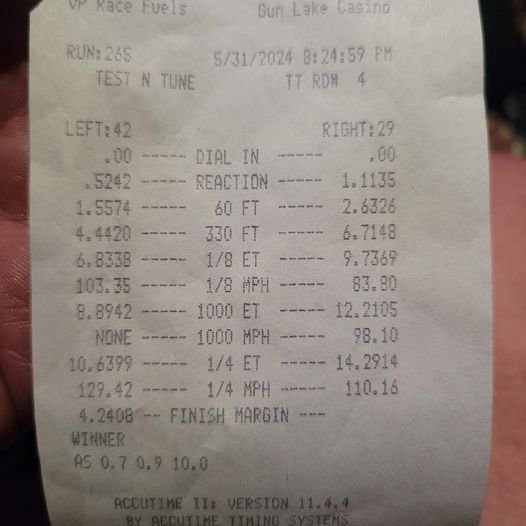 VP Race Fuels Gun Lake Casino
RUN:265 5/31/2024 8:24:59 PM
TEST N TUNE TT RD# 4
LEFT:42 RIGHT:29
.00 ----- DIAL IN ----- .00
.5242 ----- REACTION ----- 1.1135
1.5574 ----- 60 FT ----- 2.6326
4.4420 ----- 330 FT ----- 6.7148
6.8338 ----- 1/8 ET ----- 9.7369
103.35 ----- 1/8 MPH ----- 83.80
8.8942 ----- 1000 ET ----- 12.2105
NONE ----- 1000 MPH ----- 98.10
10.6399 ----- 1/4 ET ----- 14.2914
129.42 ----- 1/4 MPH ----- 110.16
4.2408 -- FINISH MARGIN ---
WINNER
AS 0.7 0.9 10.0
ACCUTIME II: VERSION 11.4.4
BY ACCUTIME TIMING SYSTEMS